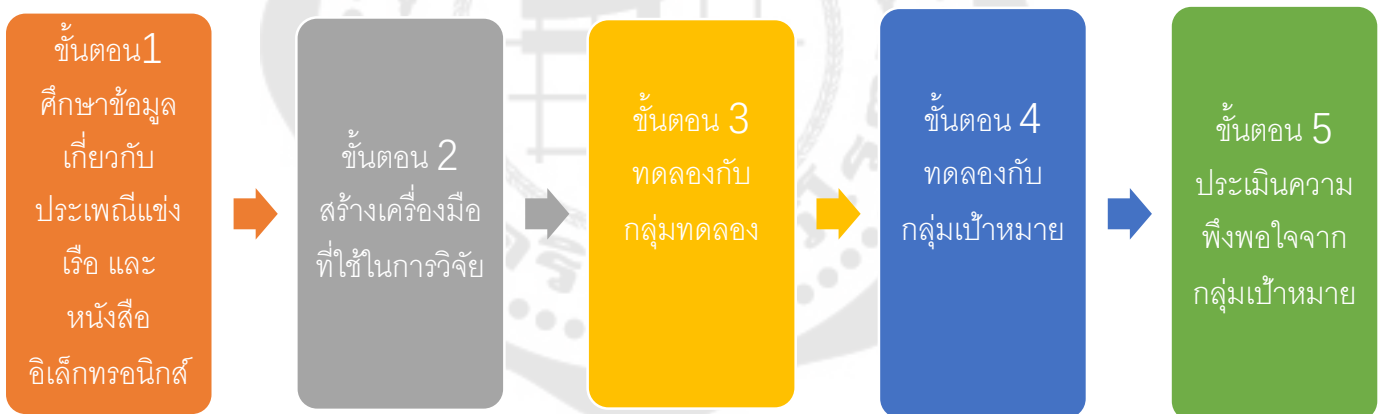 ขั้นตอน1
ศึกษาข้อมูล
เกี่ยวกับ
ประเพณีแข่ง
เรือ และ
หนังสือ
อิเล็กทรอนิกส์
ขั้นตอน 2
สร้างเครื่องมือ
ที่ใช้ในการวิจัย
ขั้นตอน 3
ทดลองกับ
กลุ่มทดลอง
ขั้นตอน 4
ทดลองกับ
กลุ่มเป้าหมาย
ขั้นตอน 5
ประเมินความ
พึงพอใจจาก
กลุ่มเป้าหมาย